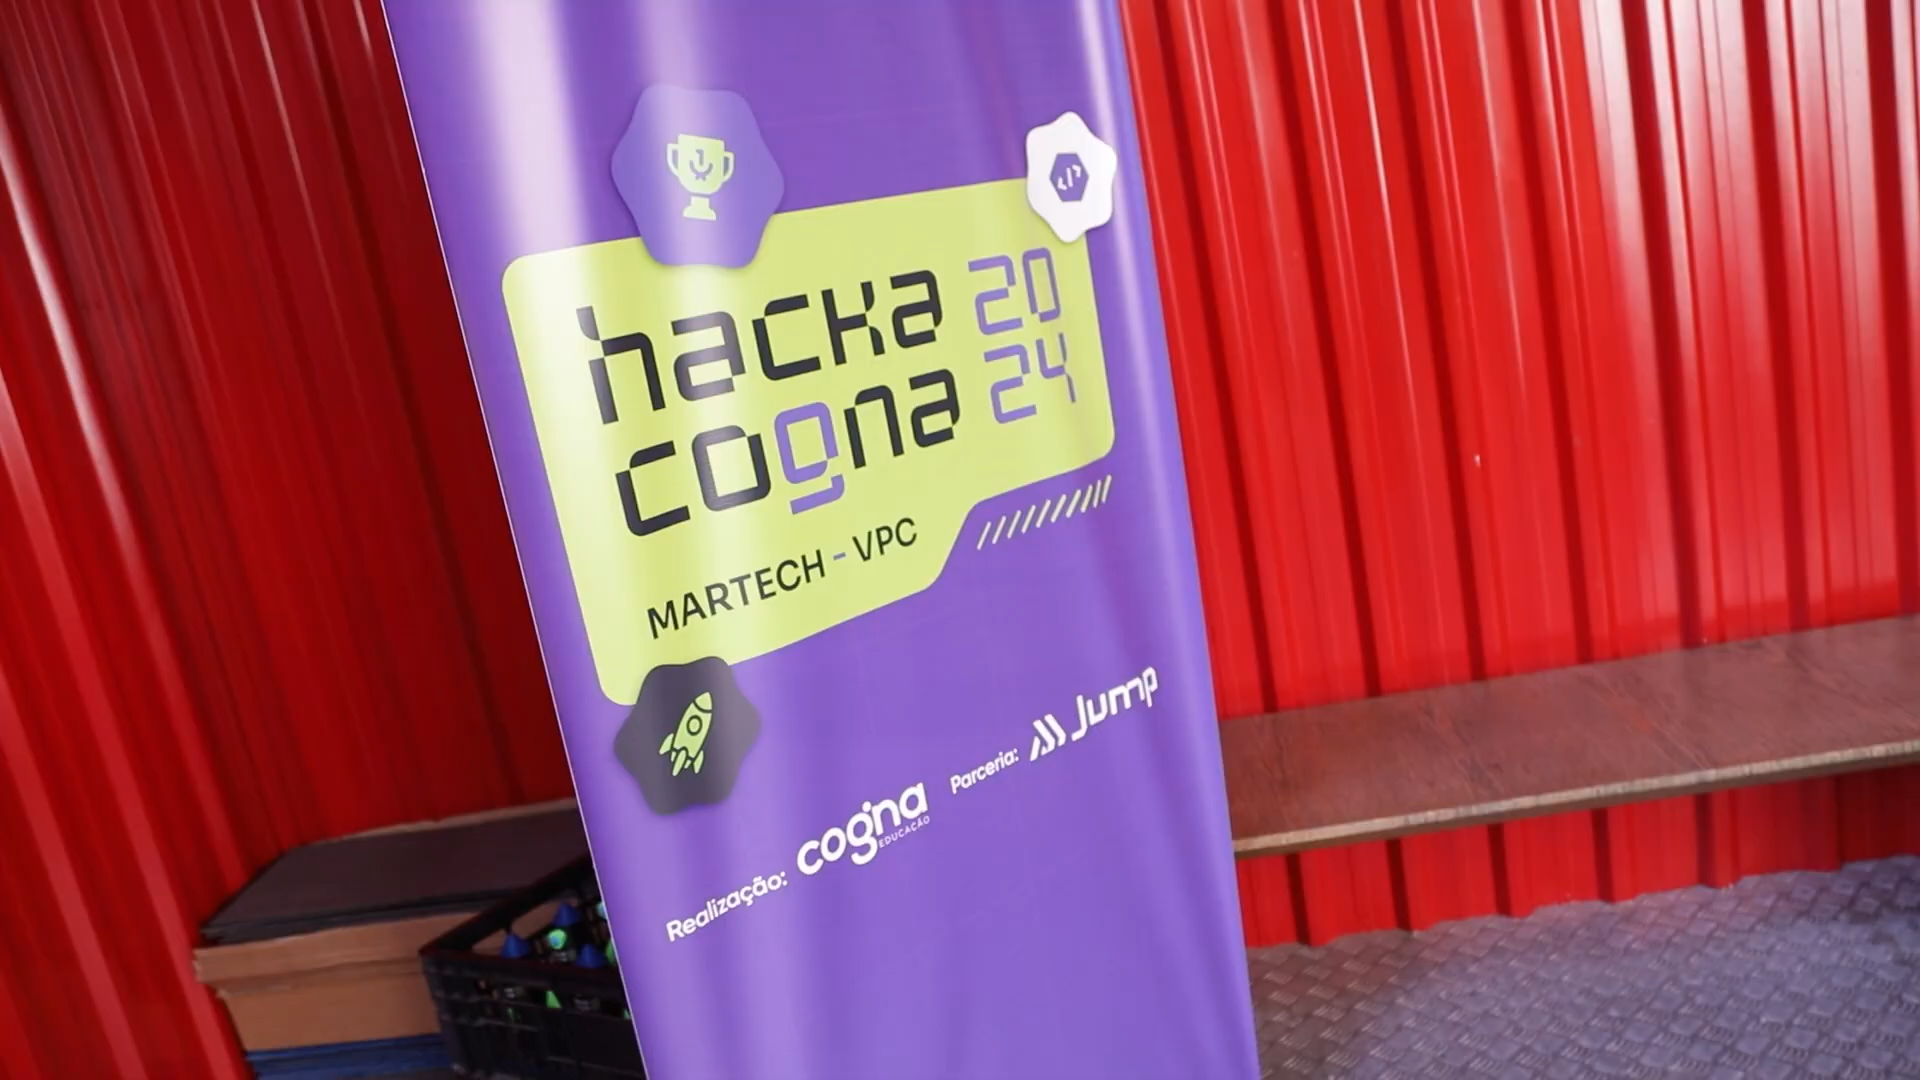 hacka 20
cogna 24
MARTECH - VPC
Realização: cogna EDUCAÇÃO Parceria: Jump